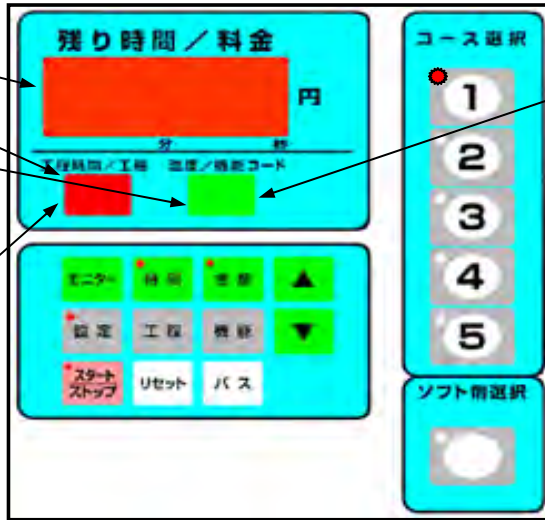 残り時間／料金
円
分 秒
工程時間／工程 温度／機能コード
モニター 時間 温度 ▲
設定 工程 機能 ▼
スタート
ストップ リセット パス
コース選択
1
2
3
4
5
ソフト剤選択